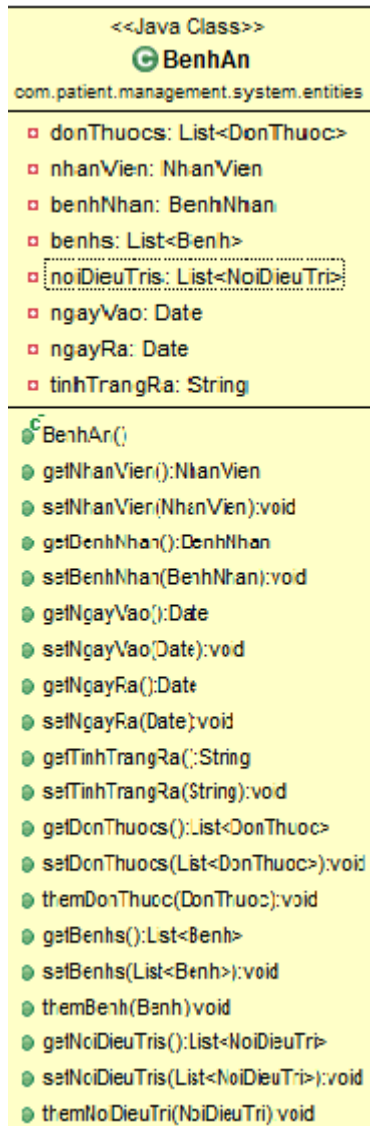 <<Java Class>>
BenhAn
com.patient.management.system.entities
donThuocs: List<DonThuoc>
nhanVien: NhanVien
benhNhan: BenhNhan
benhs: List<Benh>
noiDieuTris: List<NoiDieuTri>
ngayVao: Date
ngayRa: Date
tinhTrangRa: String
BenhAn()
getNhanVien():NhanVien
setNhanVien(NhanVien):void
getBenhNhan():BenhNhan
setBenhNhan(BenhNhan):void
getNgayVao():Date
setNgayVao(Date):void
getNgayRa():Date
setNgayRa(Date):void
getTinhTrangRa():String
setTinhTrangRa(String):void
getDonThuocs():List<DonThuoc>
setDonThuocs(List<DonThuoc>):void
themDonThuoc(DonThuoc):void
getBenhs():List<Benh>
setBenhs(List<Benh>):void
themBenh(Benh):void
getNoiDieuTris():List<NoiDieuTri>
setNoiDieuTris(List<NoiDieuTri>):void
themNoiDieuTri(NoiDieuTri):void